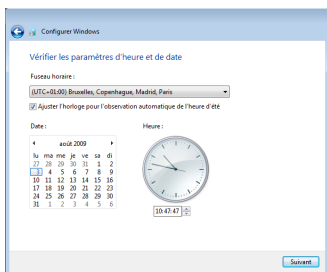 Configurer Windows
Vérifier les paramètres d'heure et de date
Fuseau horaire :
(UTC+01:00) Bruxelles, Copenhague, Madrid, Paris
Ajuster l'horloge pour l'observation automatique de l'heure d'été
Date : Heure :
août 2009
lu ma me je ve sa di
27 28 29 30 31 1 2
3 4 5 6 7 8 9
10 11 12 13 14 15 16
17 18 19 20 21 22 23
24 25 26 27 28 29 30
31 1 2 3 4 5 6
10:47:47
Suivant